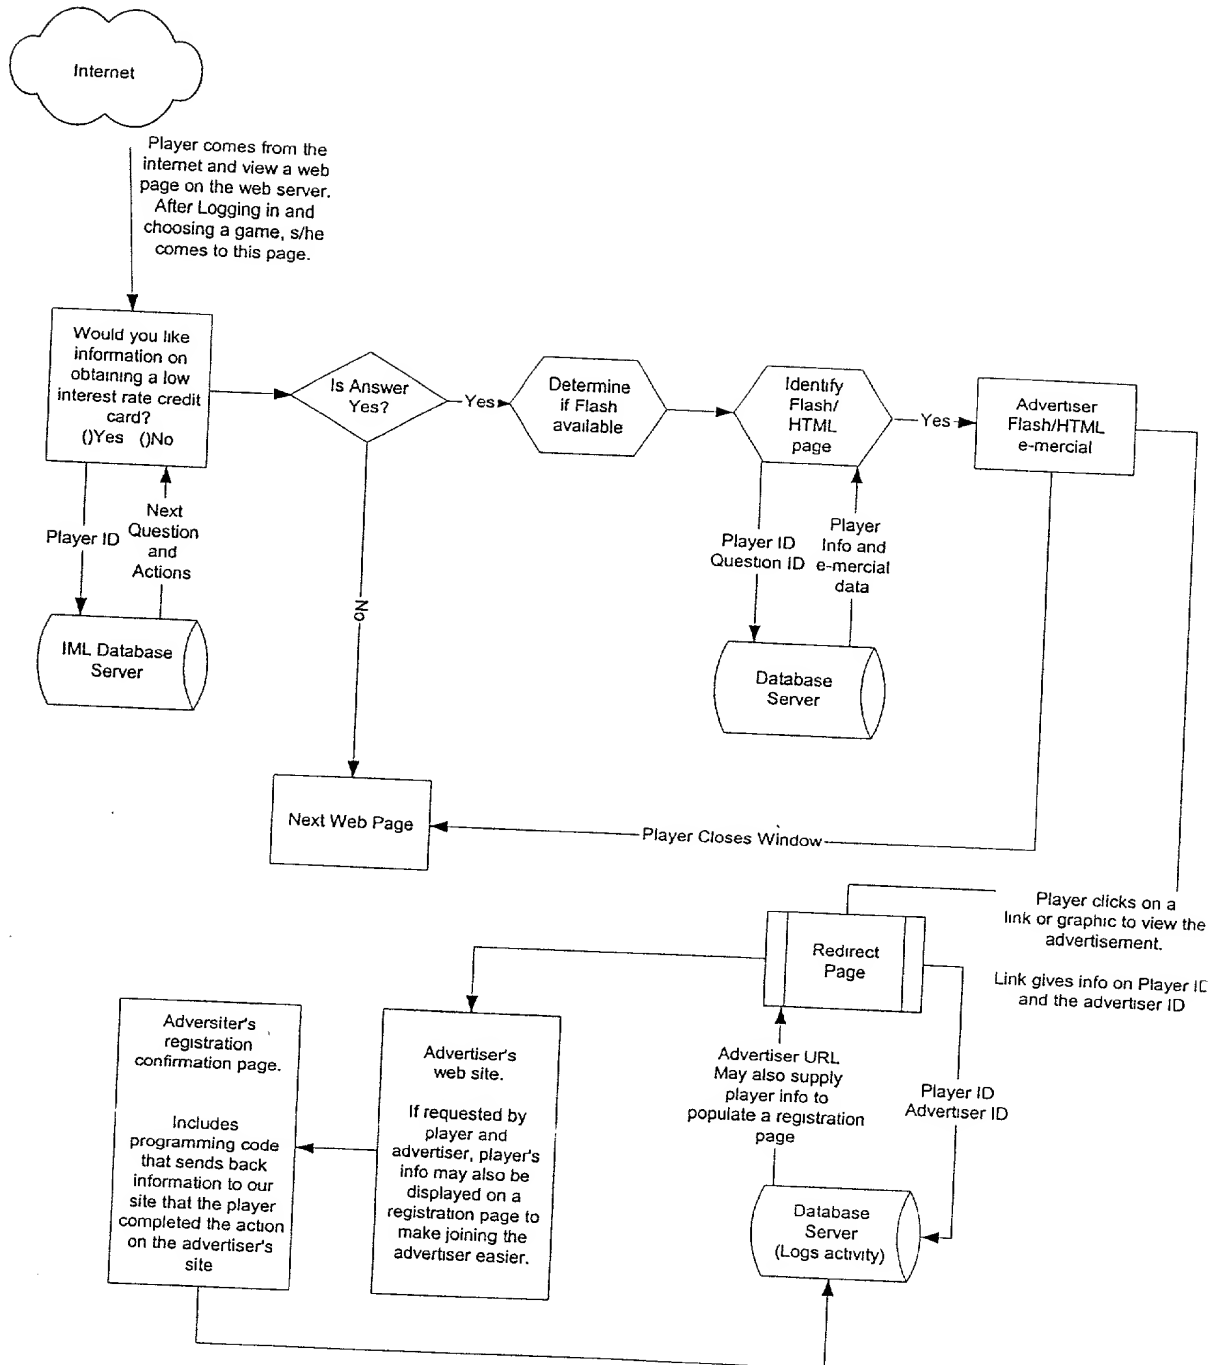 Internet
Player comes from the
internet and view a web
page on the web server.
After Logging in and
choosing a game, s/he
comes to this page.
Would you like
information on
obtaining a low
interest rate credit
card?
()Yes ()No
Is Answer
Yes?
Yes
Determine
if Flash
available
Identify
Flash/
HTML
page
Yes
Advertiser
Flash/HTML
e-mercial
Player ID
Next
Question
and
Actions
IML Database
Server
No
Player ID
Question ID
Player
Info and
e-mercial
data
Database
Server
Next Web Page
Player Closes Window
Player clicks on a
link or graphic to view the
advertisement.
Link gives info on Player ID
and the advertiser ID
Redirect
Page
Adversiter's
registration
confirmation page.
Includes
programming code
that sends back
information to our
site that the player
completed the action
on the advertiser's
site
Advertiser's
web site.
If requested by
player and
advertiser, player's
info may also be
displayed on a
registration page to
make joining the
advertiser easier.
Advertiser URL
May also supply
player info to
populate a registration
page
Player ID
Advertiser ID
Database
Server
(Logs activity)